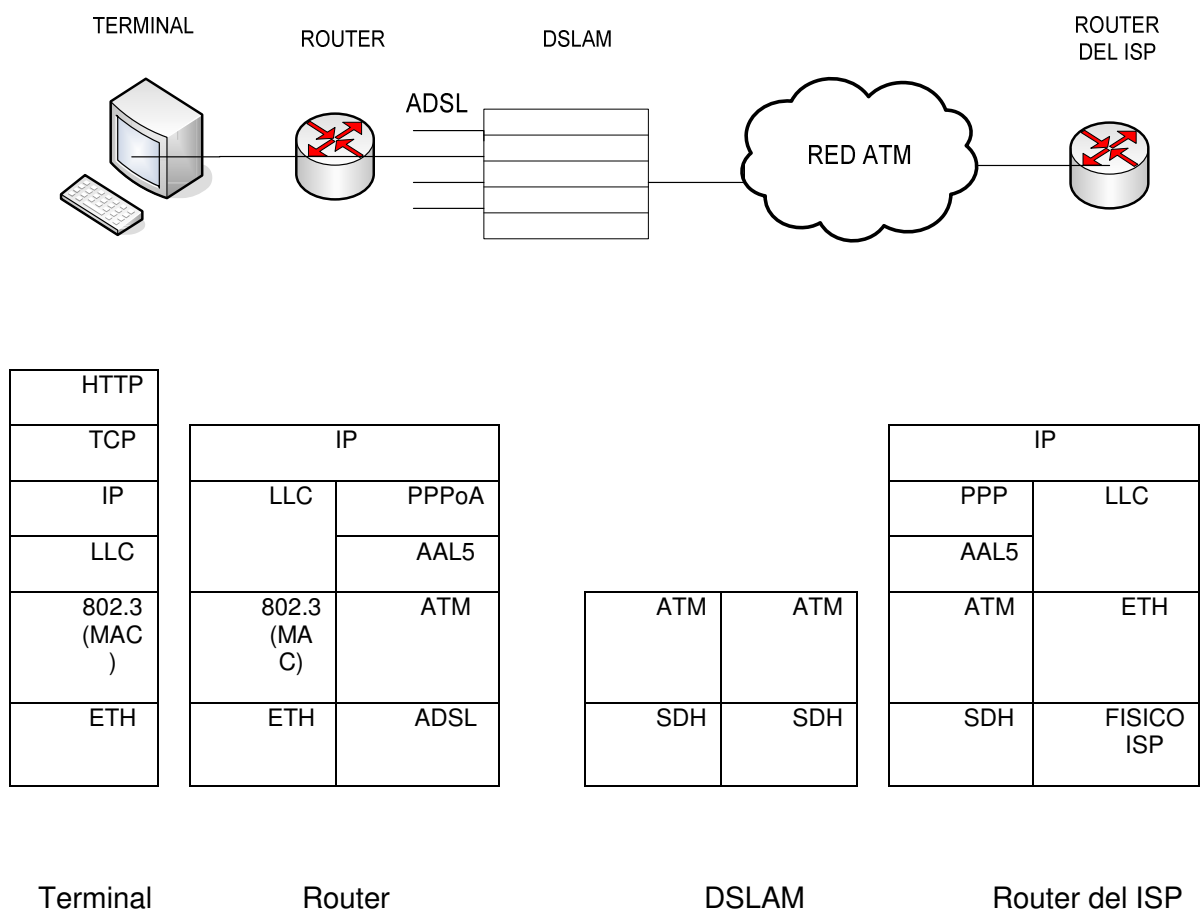 TERMINAL
ROUTER
DSLAM
ROUTER
DEL ISP
ADSL
RED ATM
HTTP
TCP
IP
LLC
802.3
(MAC
)
ETH
IP
LLC
PPPoA
AAL5
802.3
(MA
C)
ATM
ETH
ADSL
ATM
ATM
SDH
SDH
IP
PPP
LLC
AAL5
ATM
ETH
SDH
FISICO
ISP
Terminal
Router
DSLAM
Router del ISP